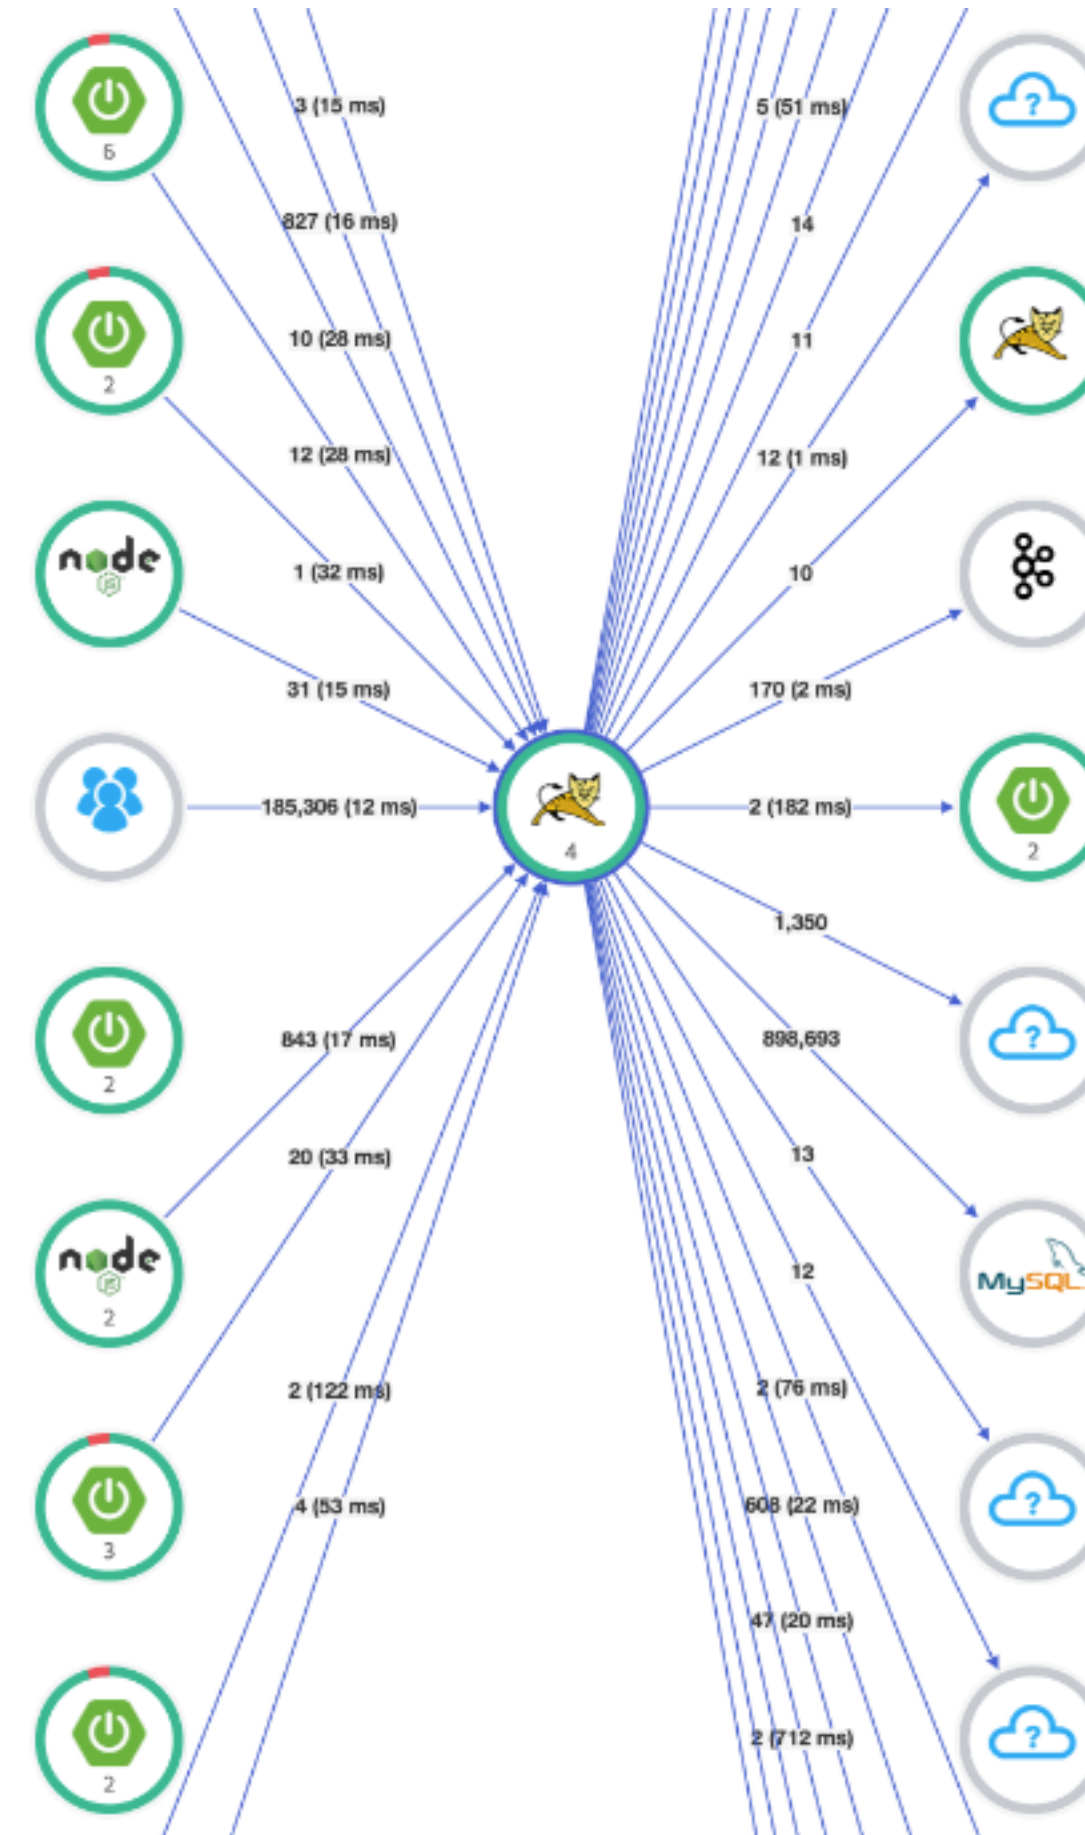 6
3 (15 ms)
5 (51 ms)
827 (16 ms)
14
2
10 (28 ms)
11
12 (28 ms)
12 (1 ms)
node
1 (32 ms)
10
31 (15 ms)
170 (2 ms)
185,306 (12 ms)
4
2 (182 ms)
2
1,350
2
843 (17 ms)
898,693
20 (33 ms)
13
node
2
12
MySQL
2 (122 ms)
2 (76 ms)
3
4 (53 ms)
608 (22 ms)
47 (20 ms)
2
2 (712 ms)